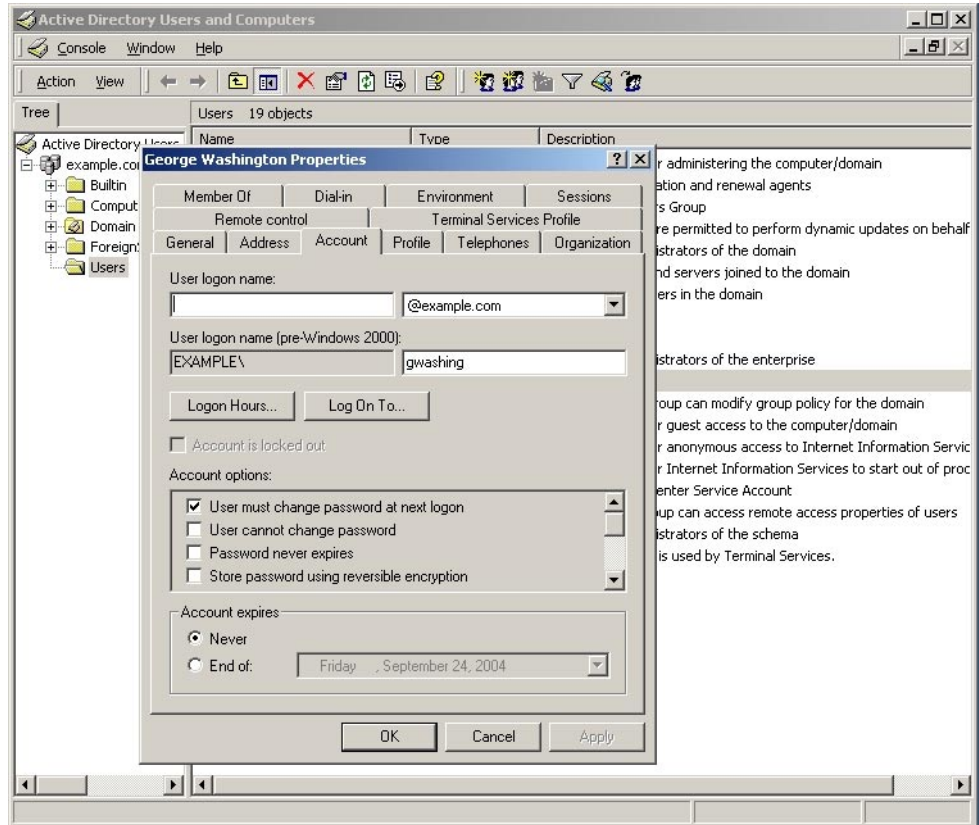 Active Directory Users and Computers
Console Window Help
Action View
Tree
Users 19 objects
Name Type Description
Active Directory Users
example.co
Builtin
Comput
Domain
Foreign
Users
George Washington Properties
Member Of Dial-in Environment Sessions
Remote control Terminal Services Profile
General Address Account Profile Telephones Organization
User logon name:
@example.com
User logon name (pre-Windows 2000):
EXAMPLE\ gwashing
Logon Hours... Log On To...
Account is locked out
Account options:
User must change password at next logon
User cannot change password
Password never expires
Store password using reversible encryption
Account expires
Never
End of: Friday , September 24, 2004
OK Cancel Apply
r administering the computer/domain
ation and renewal agents
rs Group
re permitted to perform dynamic updates on behalf
istrators of the domain
nd servers joined to the domain
ers in the domain
istrators of the enterprise
roup can modify group policy for the domain
r guest access to the computer/domain
r anonymous access to Internet Information Servic
r Internet Information Services to start out of proc
enter Service Account
up can access remote access properties of users
istrators of the schema
is used by Terminal Services.